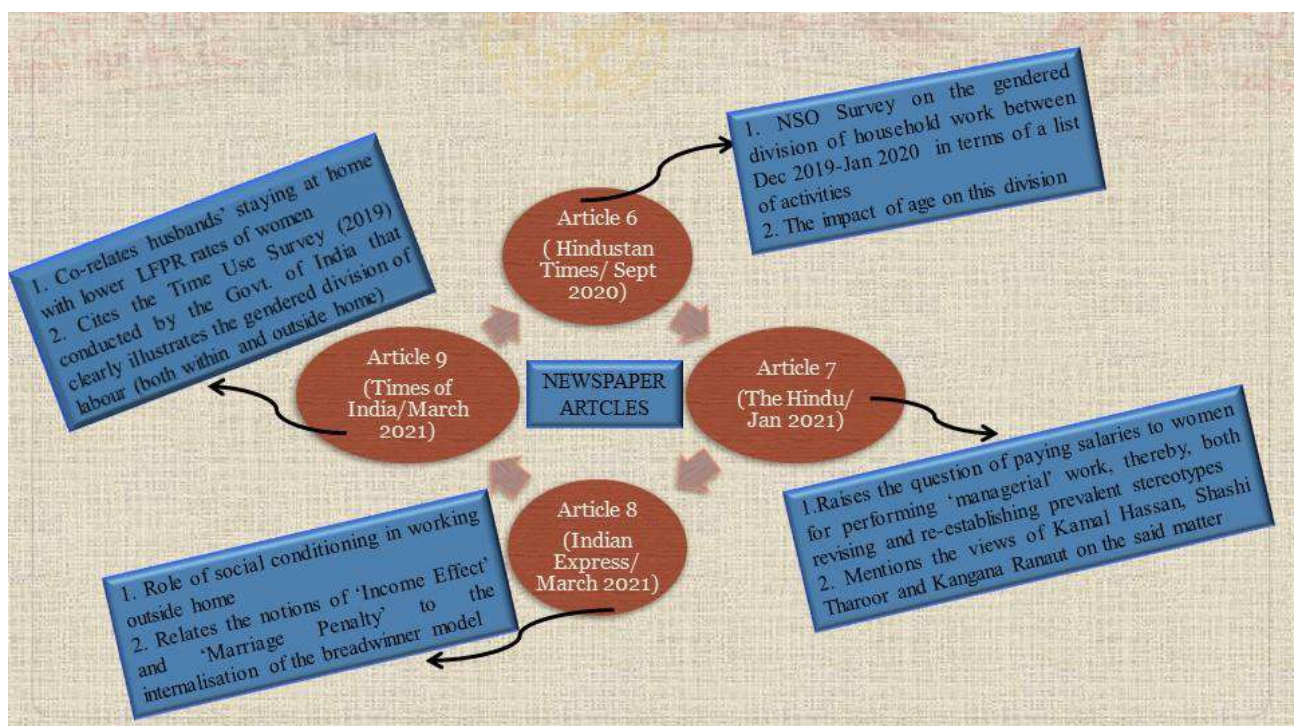 1. NSO Survey on the gendered
division of household work between
Dec 2019-Jan 2020 in terms of a list
of activities
2. The impact of age on this division
Article 6
( Hindustan
Times/ Sept
2020)
1. Co-relates husbands' staying at home
with lower LFPR rates of women
2. Cites the Time Use Survey (2019)
conducted by the Govt. of India that
clearly illustrates the gendered division of
labour (both within and outside home)
Article 9
(Times of
India/March
2021)
NEWSPAPER
ARTCLES
Article 7
(The Hindu/
Jan 2021)
1.Raises the question of paying salaries to women
for performing 'managerial' work, thereby, both
revising and re-establishing prevalent stereotypes
2. Mentions the views of Kamal Hassan, Shashi
Tharoor and Kangana Ranaut on the said matter
Article 8
(Indian
Express/
March 2021)
1. Role of social conditioning in working
outside home
2. Relates the notions of 'Income Effect'
and 'Marriage Penalty' to the
internalisation of the breadwinner model